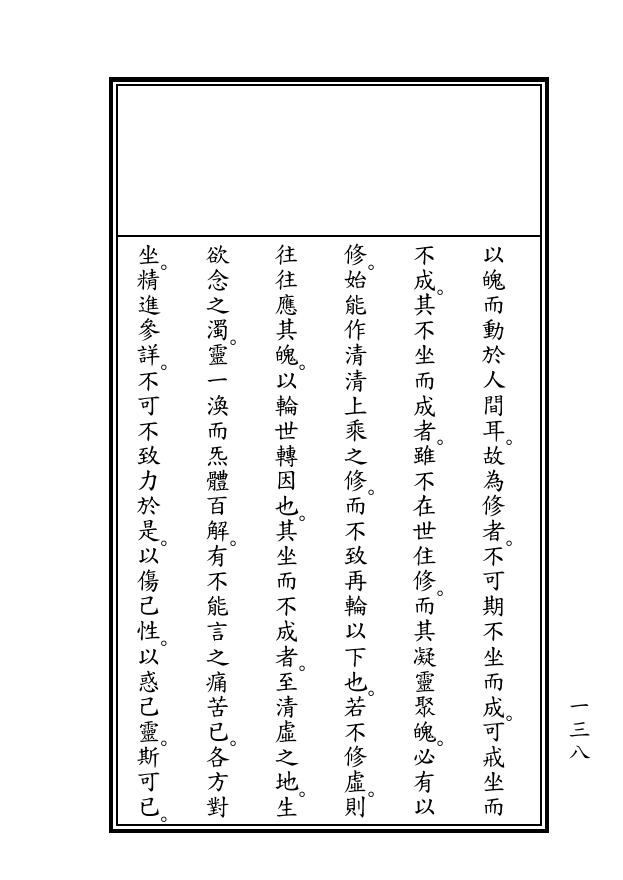 以魄而動於人間耳。故為修者。不可期不坐而成。可戒坐而
不成。其不坐而成者。雖不在世住修。而其凝靈聚魄。必有以
修。始能作清清上乘之修。而不致再輪以下也。若不修虛。則
往往應其魄。以輪世轉因也。其坐而不成者。至清虛之地。生
欲念之濁。靈一渙而炁體百解。有不能言之痛苦已。各方對
坐。精進參詳。不可不致力於是。以傷己性。以惑己靈。斯可已。
一三八